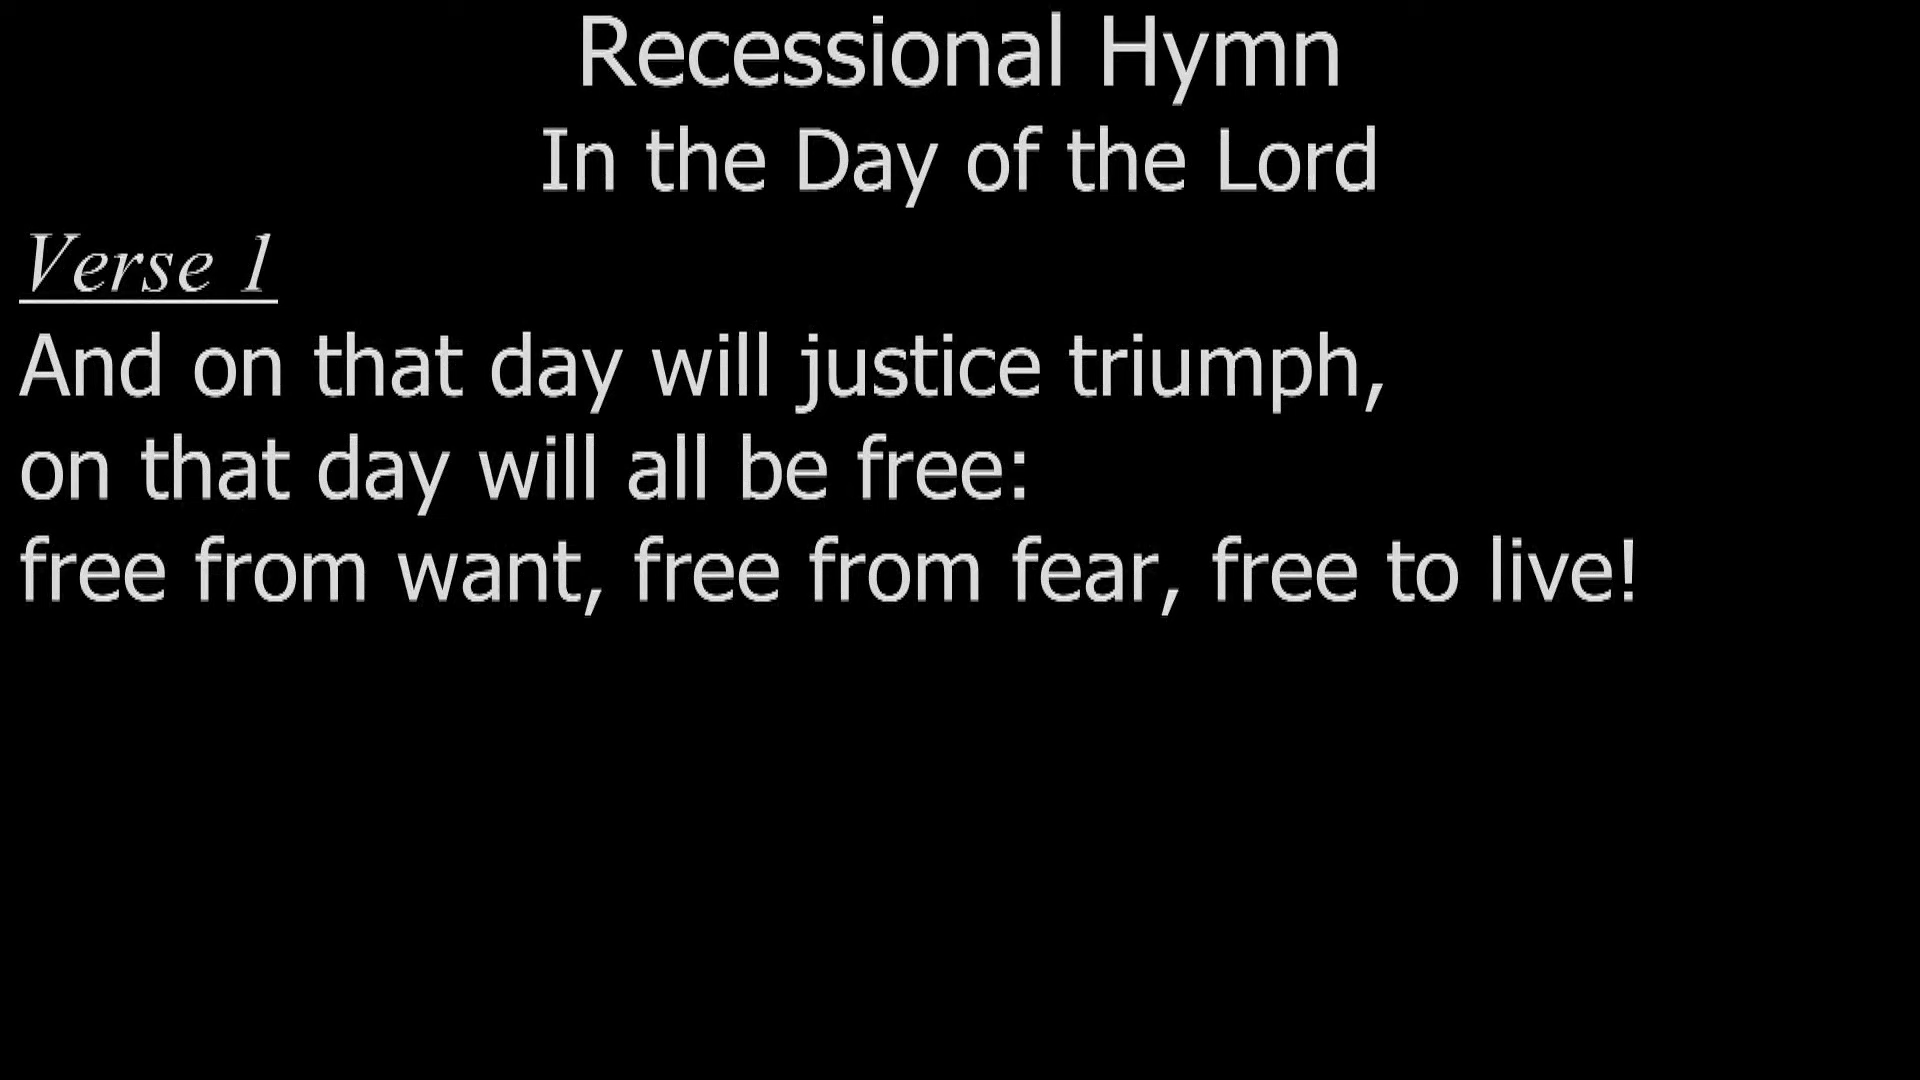 Recessional Hymn
In the Day of the Lord
Verse 1
And on that day will justice triumph,
on that day will all be free:
free from want, free from fear, free to live!